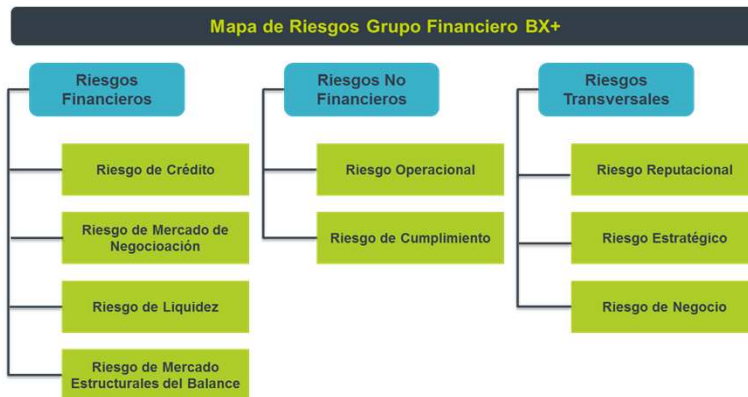 Mapa de Riesgos Grupo Financiero BX+
Riesgos
Financieros
Riesgo de Crédito
Riesgo de Mercado de
Negocioación
Riesgo de Liquidez
Riesgo de Mercado
Estructurales del Balance
Riesgos No
Financieros
Riesgo Operacional
Riesgo de Cumplimiento
Riesgos
Transversales
Riesgo Reputacional
Riesgo Estratégico
Riesgo de Negocio